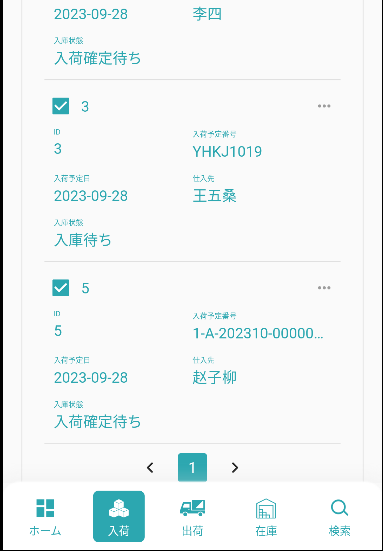 2023-09-28 李四
入庫状態
入荷確定待ち
3
ID 入荷予定番号
3 YHKJ1019
入荷予定日 仕入先
2023-09-28 王五桑
入庫状態
入庫待ち
5
ID 入荷予定番号
5 1-A-202310-00000...
入荷予定日 仕入先
2023-09-28 赵子柳
入庫状態
入荷確定待ち
1
ホーム 入荷 出荷 在庫 検索